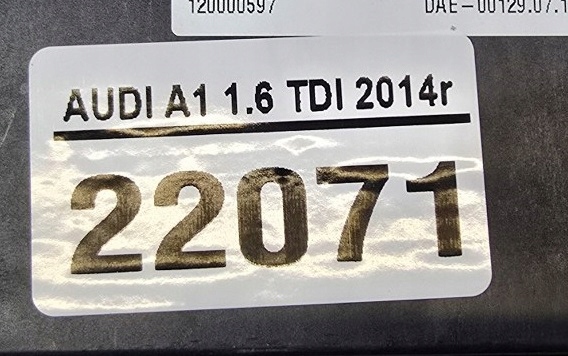 120000597 DAE-00129.07.1
AUDI A1 1.6 TDI 2014r
22071